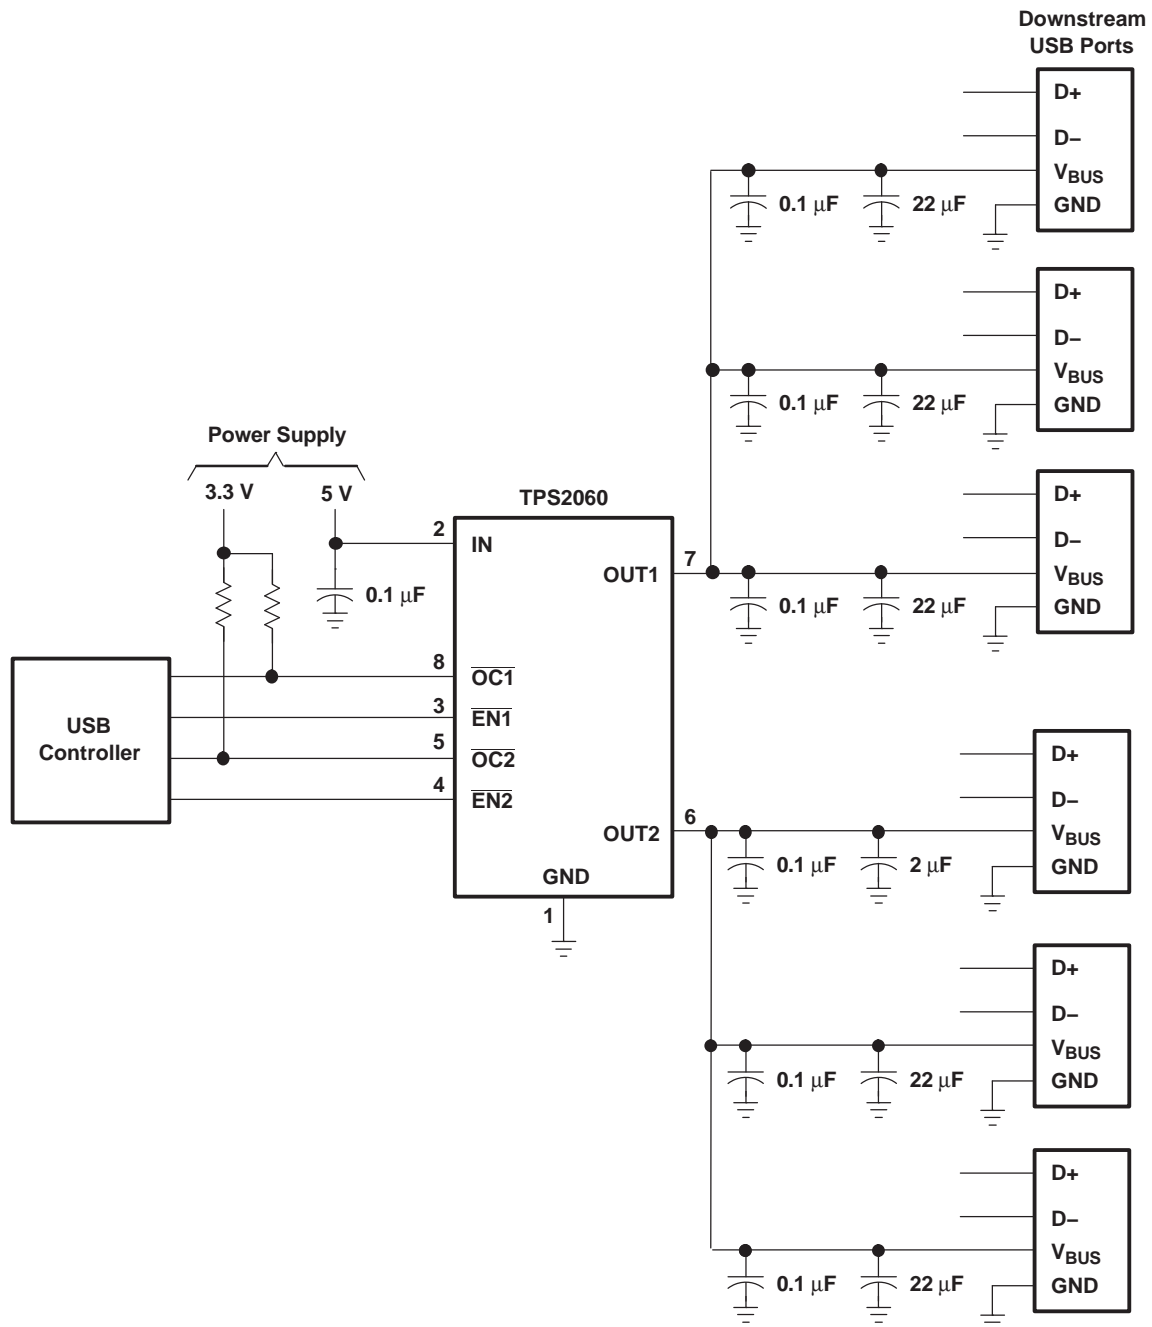 Downstream
USB Ports
D+
D−
VBUS
GND
0.1 μF
22 μF
D+
D−
VBUS
GND
0.1 μF
22 μF
Power Supply
3.3 V
5 V
0.1 μF
TPS2060
2
IN
7
OUT1
8
OC1
3
EN1
5
OC2
4
EN2
6
OUT2
GND
1
USB
Controller
D+
D−
VBUS
GND
0.1 μF
22 μF
D+
D−
VBUS
GND
0.1 μF
2 μF
D+
D−
VBUS
GND
0.1 μF
22 μF
D+
D−
VBUS
GND
0.1 μF
22 μF